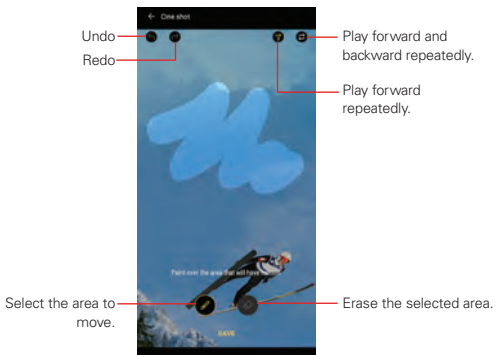 Cine shot
Undo
Redo
Play forward and
backward repeatedly.
Play forward
repeatedly.
Paint over the area that will have
Select the area to
move.
Erase the selected area.
SAVE